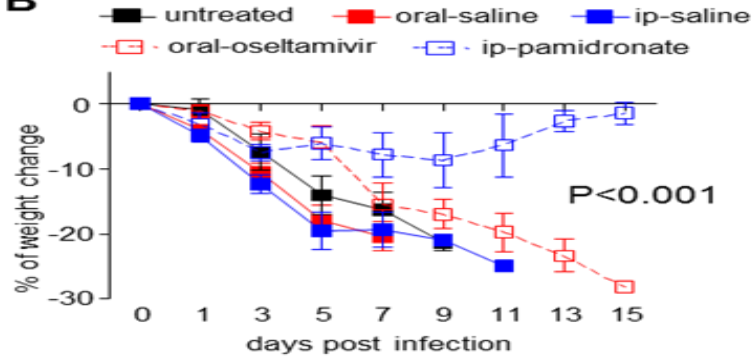 B
untreated oral-saline ip-saline
oral-oseltamivir ip-pamidronate
0
-10
-20
-30
% of weight change
P<0.001
0 1 3 5 7 9 11 13 15
days post infection